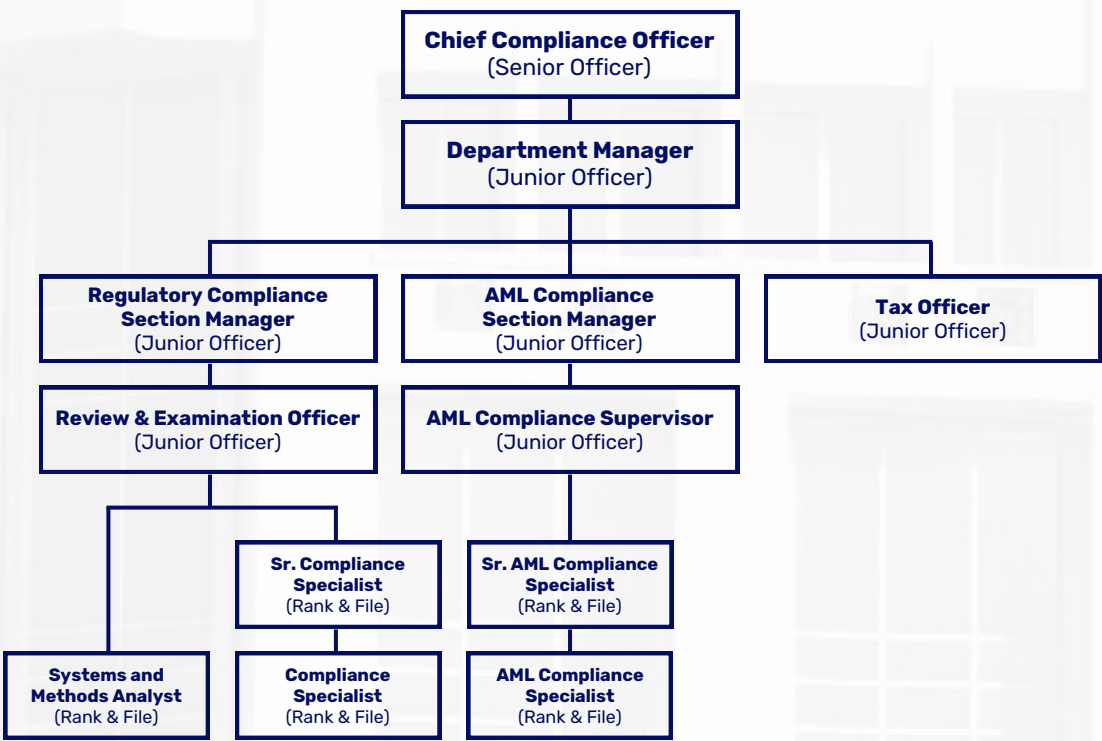 Chief Compliance Officer
(Senior Officer)
Department Manager
(Junior Officer)
Regulatory Compliance
Section Manager
(Junior Officer)
AML Compliance
Section Manager
(Junior Officer)
Tax Officer
(Junior Officer)
Review & Examination Officer
(Junior Officer)
AML Compliance Supervisor
(Junior Officer)
Sr. Compliance
Specialist
(Rank & File)
Sr. AML Compliance
Specialist
(Rank & File)
Systems and
Methods Analyst
(Rank & File)
Compliance
Specialist
(Rank & File)
AML Compliance
Specialist
(Rank & File)